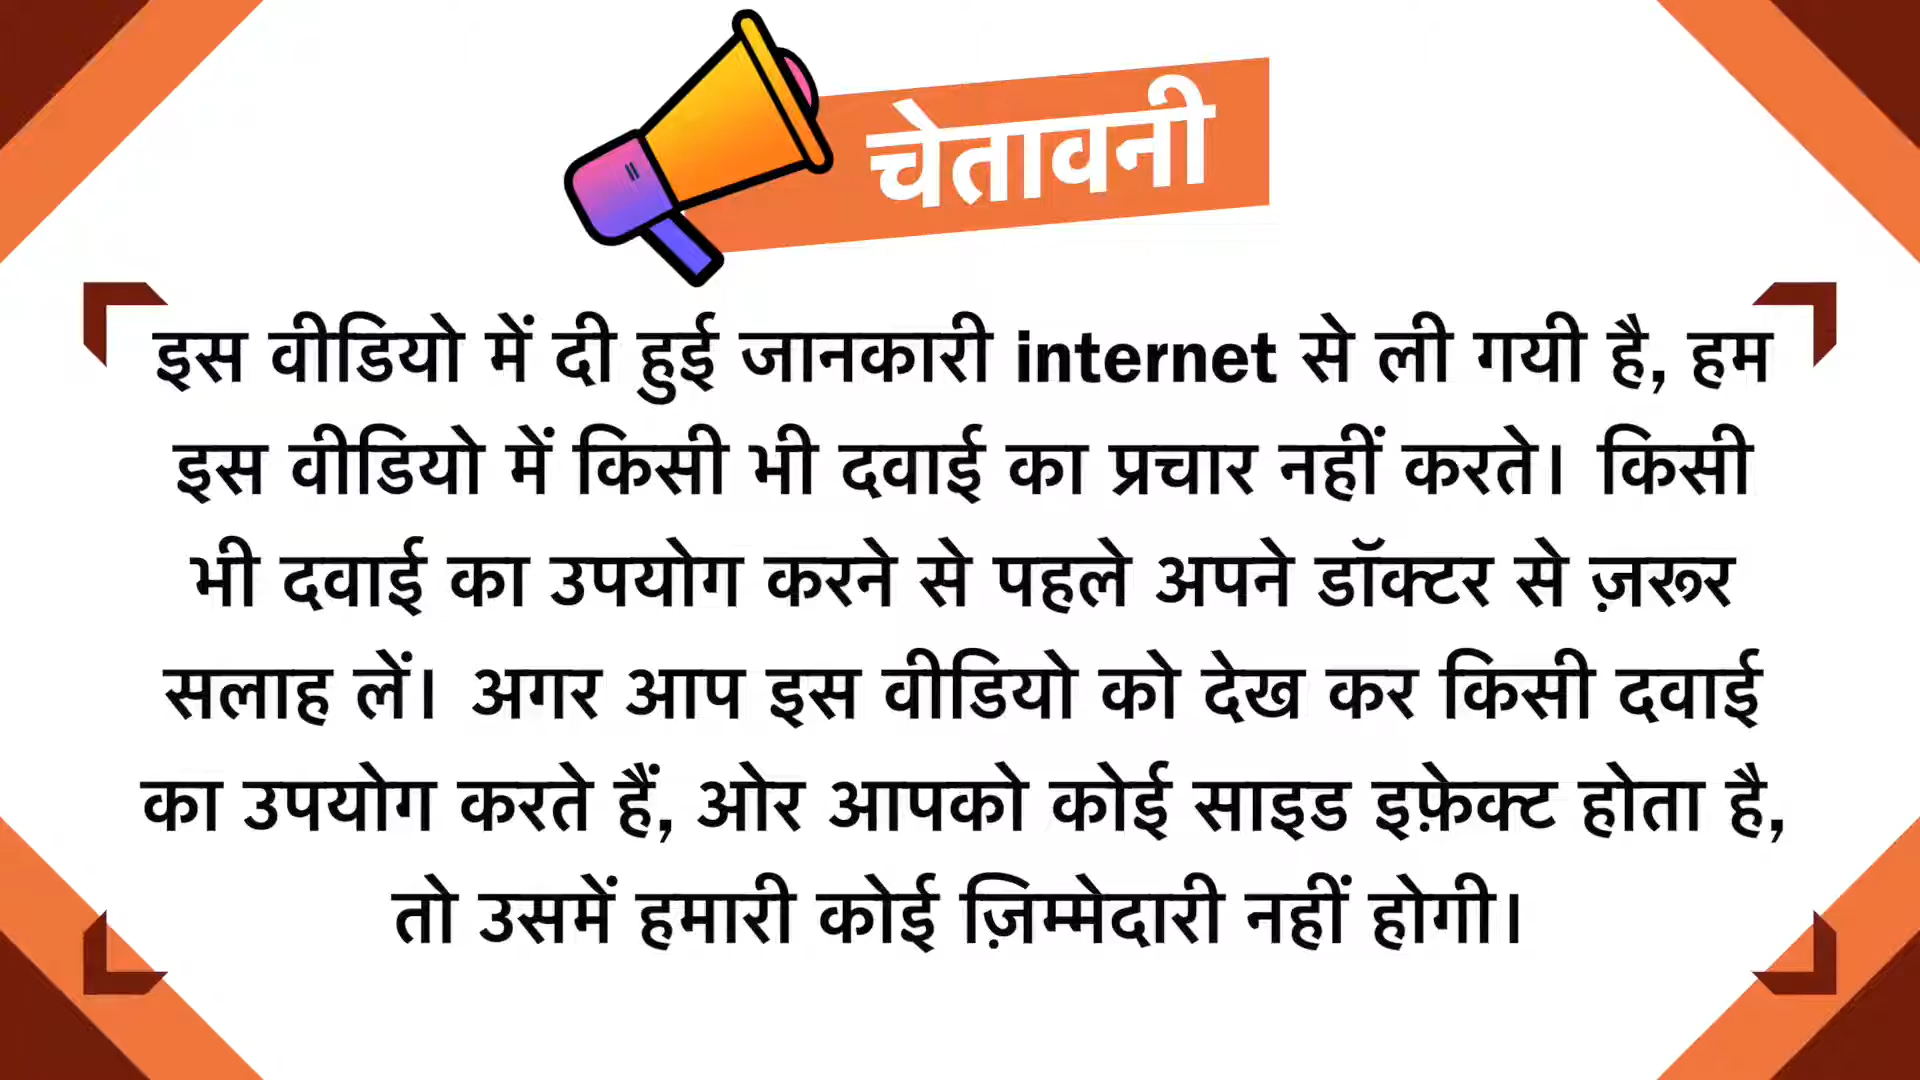 चेतावनी
इस वीडियो में दी हुई जानकारी internet से ली गयी है, हम
इस वीडियो में किसी भी दवाई का प्रचार नहीं करते। किसी
भी दवाई का उपयोग करने से पहले अपने डॉक्टर से ज़रूर
सलाह लें। अगर आप इस वीडियो को देख कर किसी दवाई
का उपयोग करते हैं, ओर आपको कोई साइड इफ़ेक्ट होता है,
तो उसमें हमारी कोई ज़िम्मेदारी नहीं होगी।